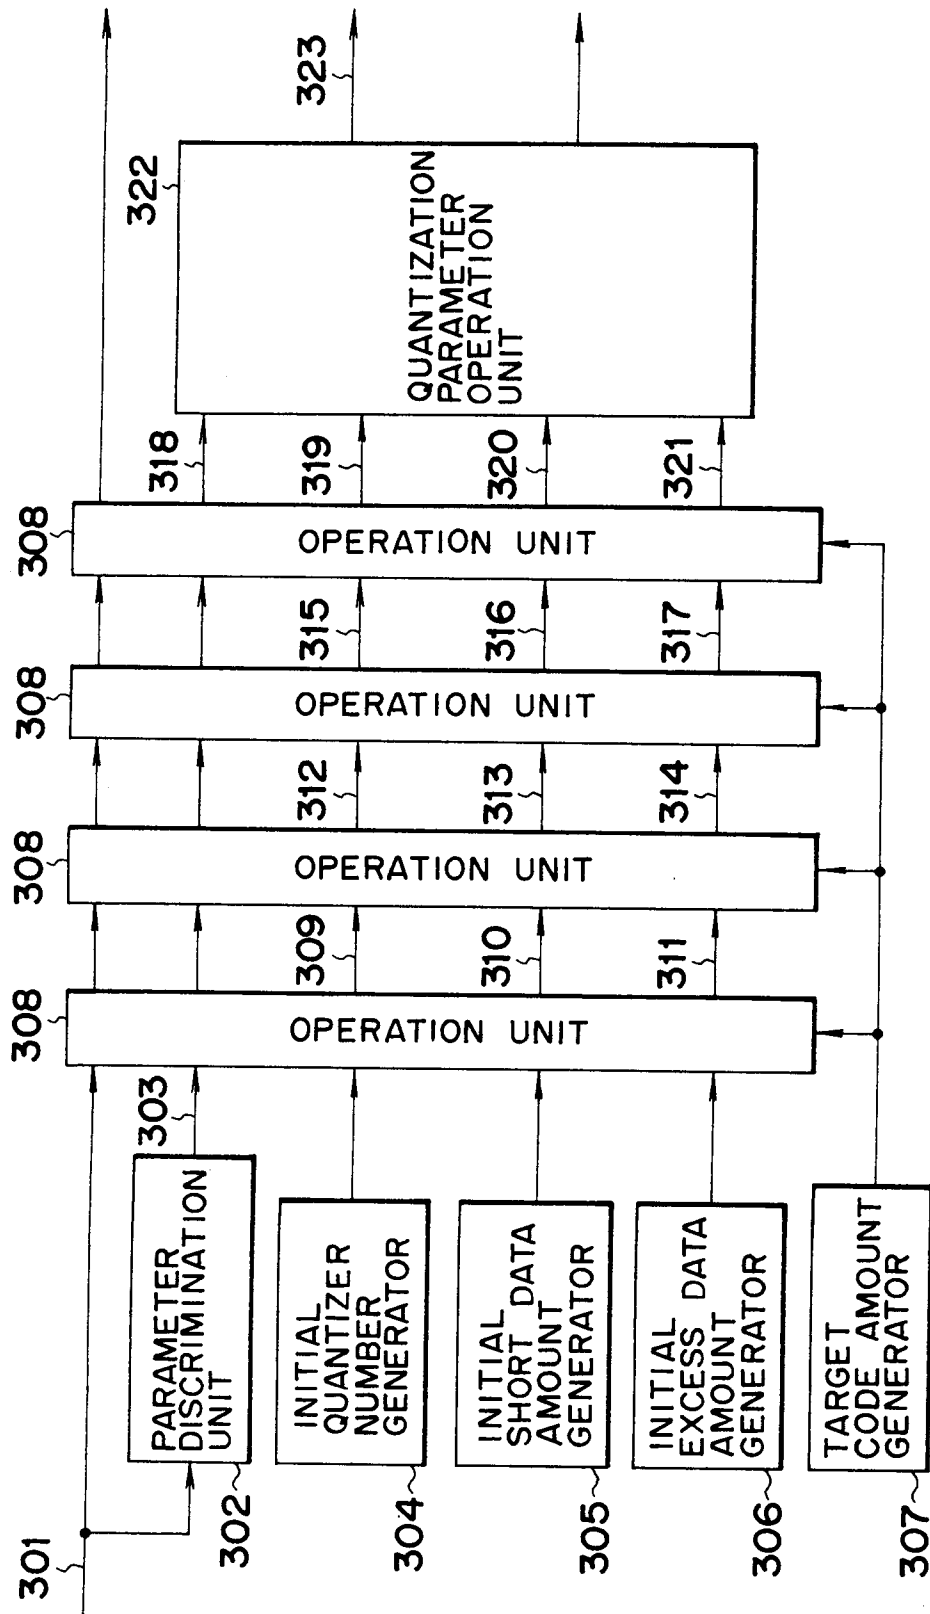 301
302
PARAMETER
DISCRIMINATION
UNIT
303
304
INITIAL
QUANTIZER
NUMBER
GENERATOR
305
INITIAL
SHORT DATA
AMOUNT
GENERATOR
306
INITIAL
EXCESS DATA
AMOUNT
GENERATOR
307
TARGET
CODE AMOUNT
GENERATOR
308
OPERATION UNIT
309
310
311
308
OPERATION UNIT
312
313
314
308
OPERATION UNIT
315
316
317
308
OPERATION UNIT
318
319
320
321
322
QUANTIZATION
PARAMETER
OPERATION
UNIT
323